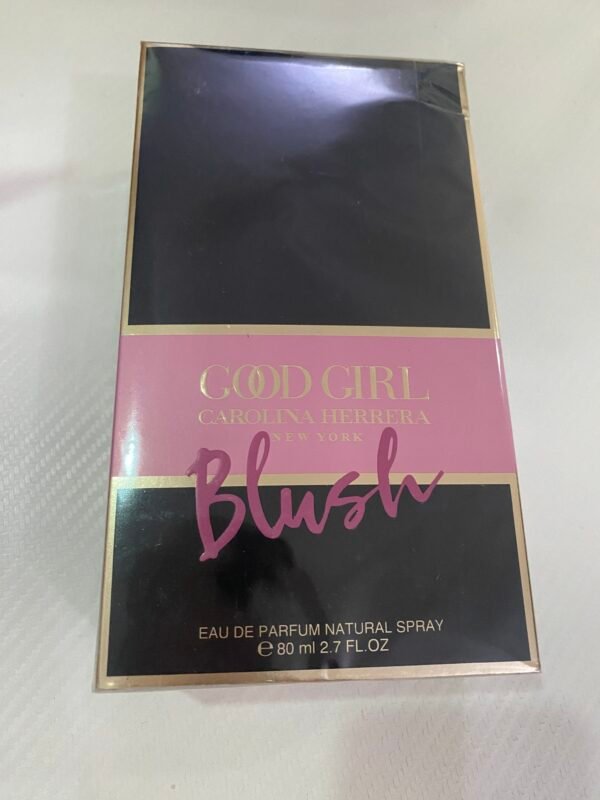 GOOD GIRL
CAROLINA HERRERA
NEW YORK
Blush
EAU DE PARFUM NATURAL SPRAY
℮ 80 ml 2.7 FL.OZ